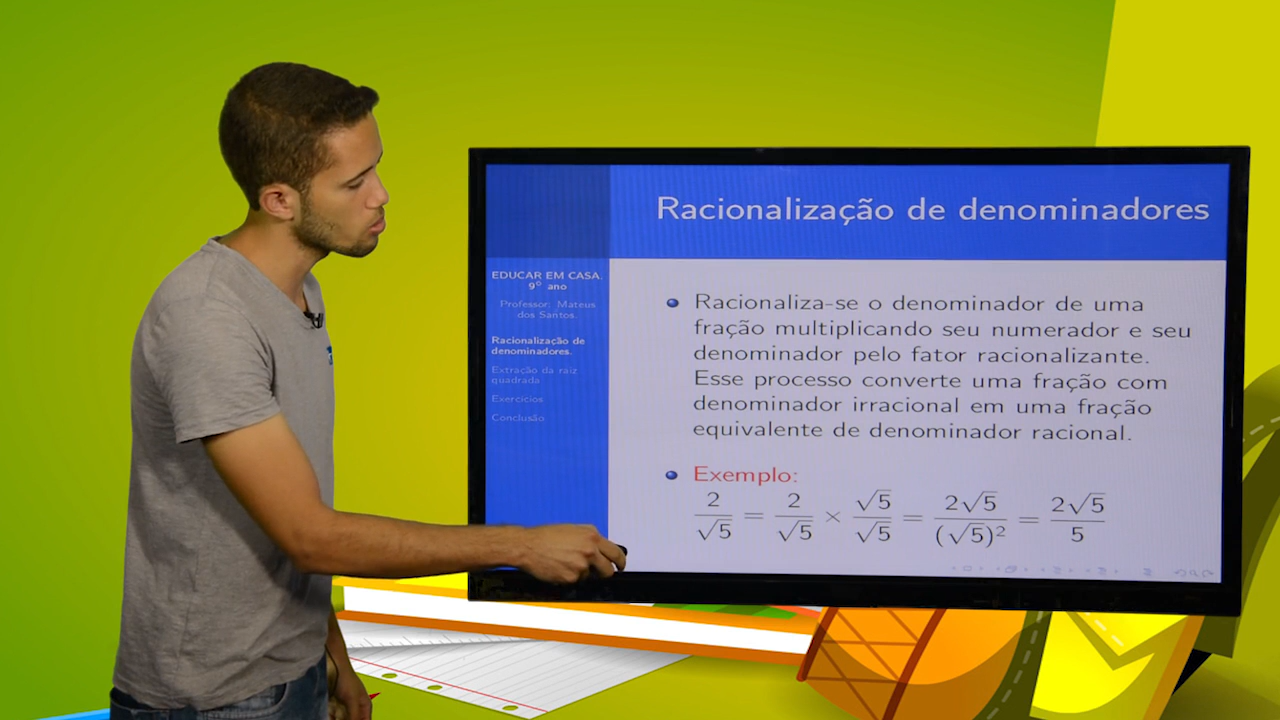 Racionalização de denominadores
EDUCAR EM CASA.
9º ano
Professor: Mateus
dos Santos.
Racionalização de
denominadores.
Extração da raiz
quadrada
Exercícios
Conclusão
Racionaliza-se o denominador de uma
fração multiplicando seu numerador e seu
denominador pelo fator racionalizante.
Esse processo converte uma fração com
denominador irracional em uma fração
equivalente de denominador racional.
Exemplo:
2/√5 = 2/√5 × √5/√5 = 2√5/(√5)² = 2√5/5